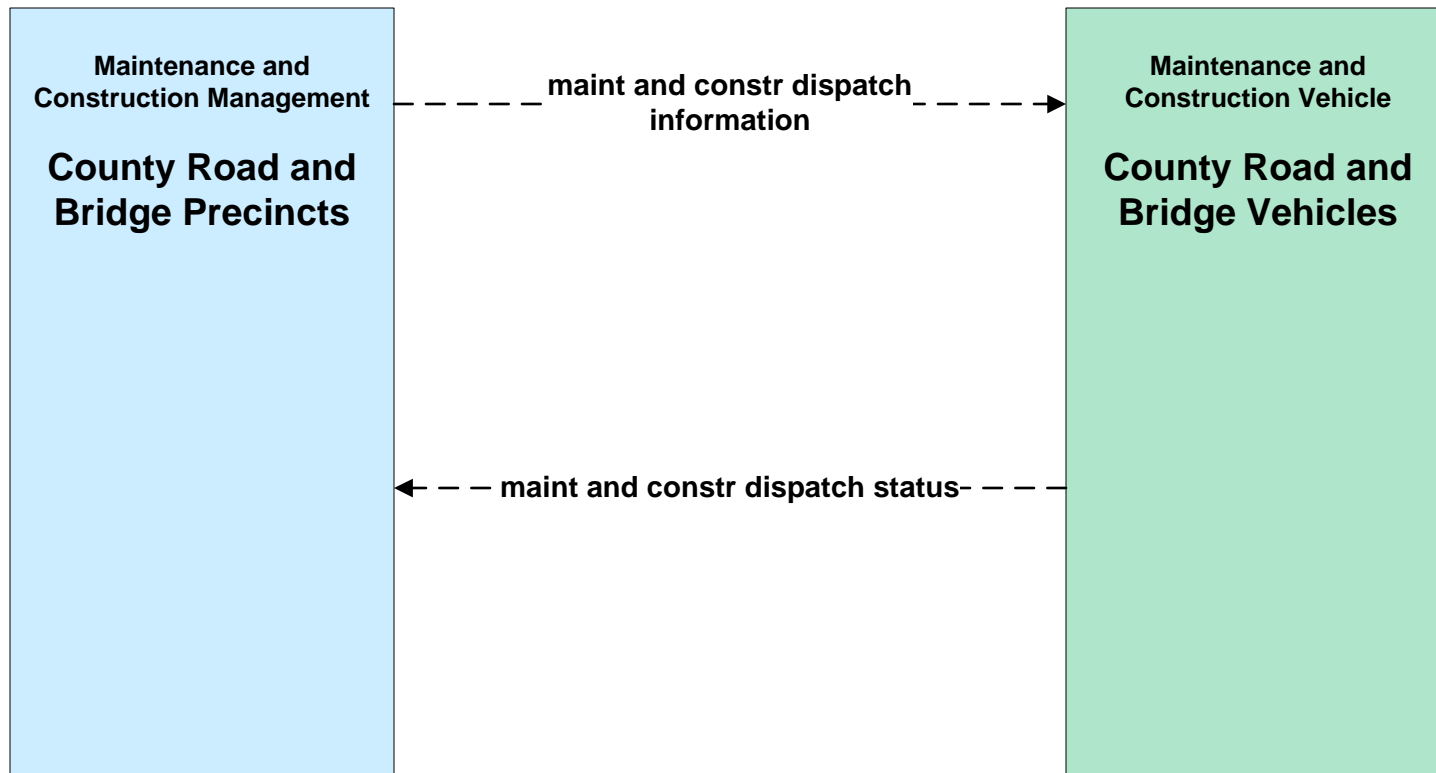 Maintenance and
Construction Management
County Road and
Bridge Precincts
maint and constr dispatch
information
maint and constr dispatch status
Maintenance and
Construction Vehicle
County Road and
Bridge Vehicles